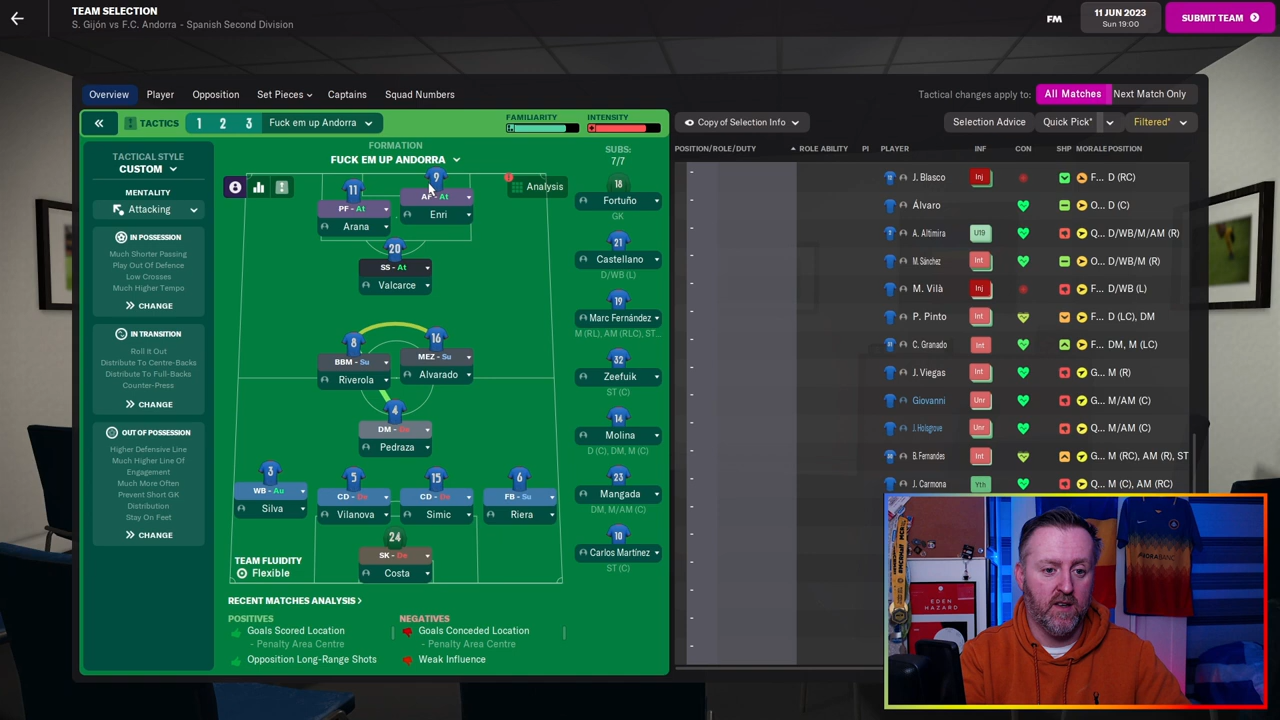 TEAM SELECTION
S. Gijón vs F.C. Andorra - Spanish Second Division
FM
11 JUN 2023
Sun 19:00
SUBMIT TEAM
Overview Player Opposition Set Pieces Captains Squad Numbers
Tactical changes apply to: All Matches Next Match Only
TACTICS 1 2 3 Fuck em up Andorra
FAMILIARITY INTENSITY
Copy of Selection Info
Selection Advice Quick Pick* Filtered*
TACTICAL STYLE
CUSTOM
MENTALITY
Attacking
IN POSSESSION
Much Shorter Passing
Play Out Of Defence
Low Crosses
Much Higher Tempo
CHANGE
IN TRANSITION
Roll It Out
Distribute To Centre-Backs
Distribute To Full-Backs
Counter-Press
CHANGE
OUT OF POSSESSION
Higher Defensive Line
Much Higher Line Of
Engagement
Much More Often
Prevent Short GK
Distribution
Stay On Feet
CHANGE
FORMATION
FUCK EM UP ANDORRA
Analysis
11
PF - At
Arana
9
AF - At
Enri
20
SS - At
Valcarce
8
BBM - Su
Riverola
16
MEZ - Su
Alvarado
4
DM - De
Pedraza
3
WB - Au
Silva
5
CD - De
Vilanova
15
CD - De
Simic
6
FB - Su
Riera
24
SK - De
Costa
TEAM FLUIDITY
Flexible
SUBS:
7/7
18
Fortuño
GK
21
Castellano
D/WB (L)
19
Marc Fernández
M (RL), AM (RLC), ST...
32
Zeefuik
ST (C)
14
Molina
D (C), DM, M (C)
23
Mangada
DM, M/AM (C)
10
Carlos Martínez
ST (C)
RECENT MATCHES ANALYSIS
POSITIVES
Goals Scored Location
- Penalty Area Centre
Opposition Long-Range Shots
NEGATIVES
Goals Conceded Location
- Penalty Area Centre
Weak Influence
POSITION/ROLE/DUTY ROLE ABILITY PI PLAYER INF CON SHP MORALE POSITION
- J. Blasco Inj F... D (RC)
- Álvaro O... D (C)
- A. Altimira U19 Q... D/WB/M/AM (R)
- M. Sánchez Int O... D/WB/M (R)
- M. Vilà Inj F... D/WB (L)
- P. Pinto Int F... D (LC), DM
- C. Granado Int F... DM, M (LC)
- J. Viegas Int G... M (R)
- Giovanni Unr G... M/AM (C)
- J. Holsgrove Unr Q... M/AM (C)
- B. Fernandes Int G... M (RC), AM (R), ST
- J. Carmona Yth Q... M (C), AM (RC)
EDEN
HAZARD
MORABANC